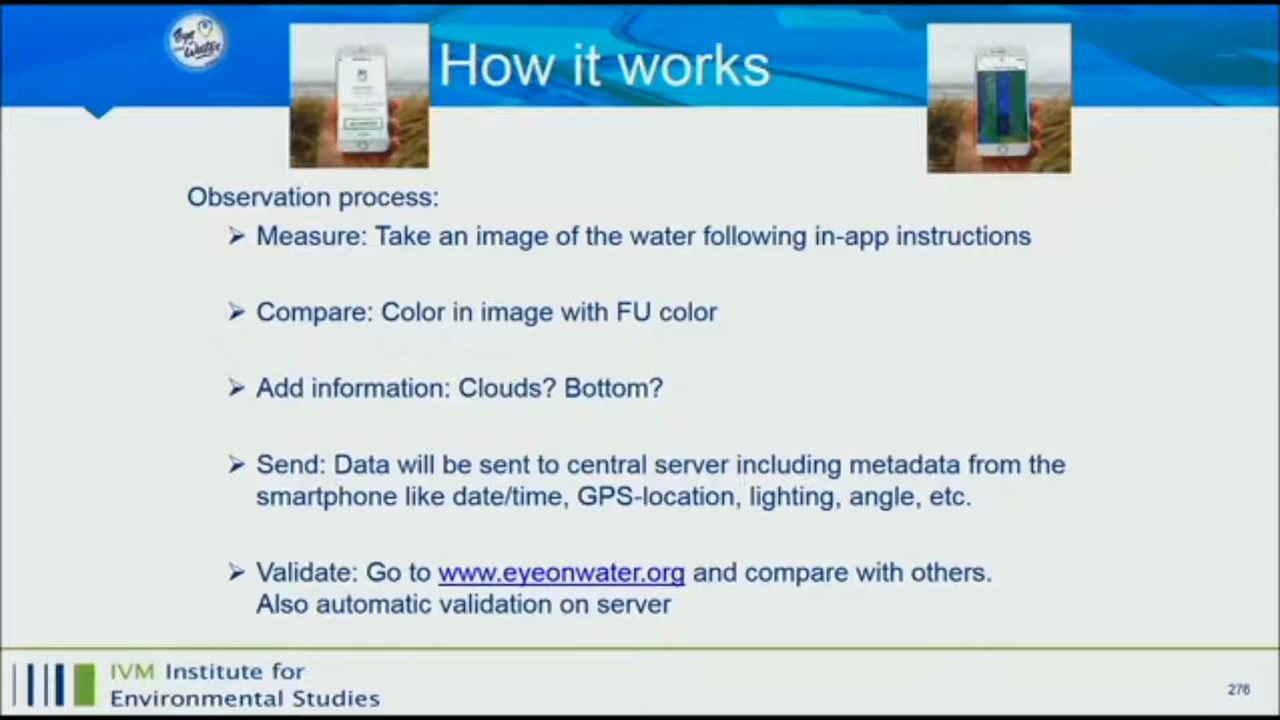 Eye on Water
How it works
Observation process:
➢ Measure: Take an image of the water following in-app instructions
➢ Compare: Color in image with FU color
➢ Add information: Clouds? Bottom?
➢ Send: Data will be sent to central server including metadata from the
smartphone like date/time, GPS-location, lighting, angle, etc.
➢ Validate: Go to www.eyeonwater.org and compare with others.
Also automatic validation on server
IVM Institute for
Environmental Studies
276